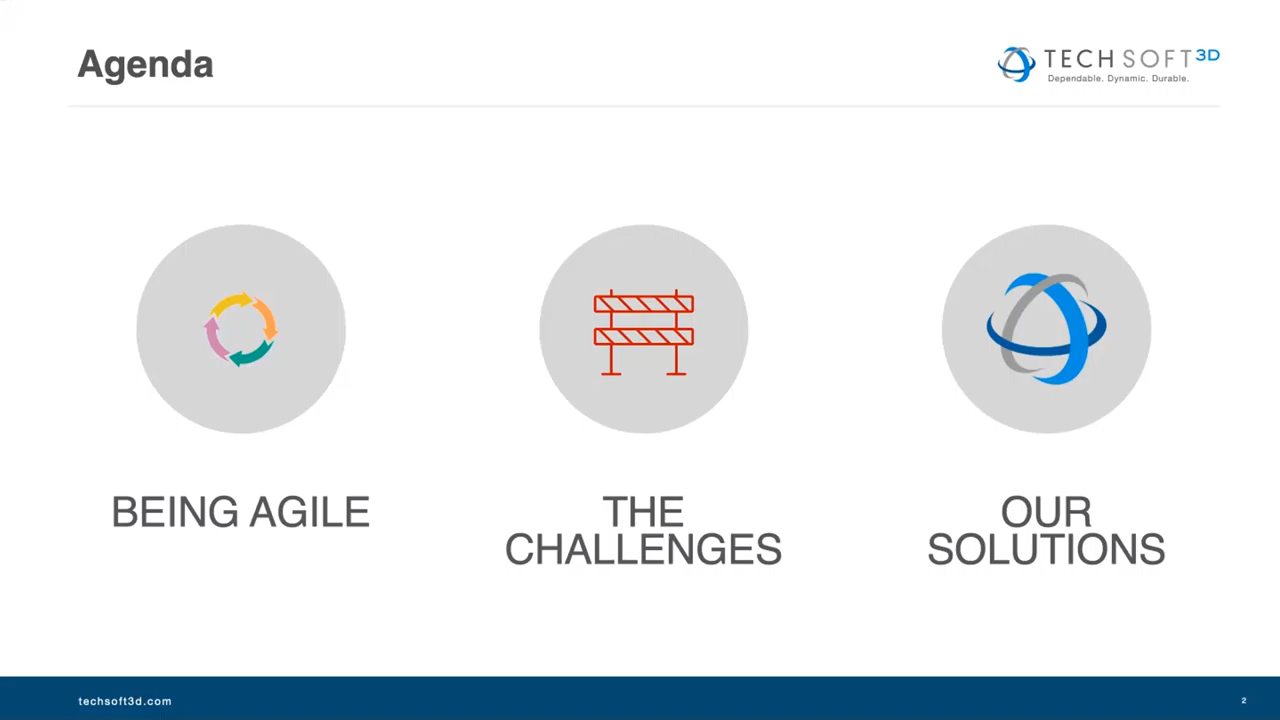 Agenda
TECH SOFT 3D
Dependable. Dynamic. Durable.
BEING AGILE
THE
CHALLENGES
OUR
SOLUTIONS
techsoft3d.com
2